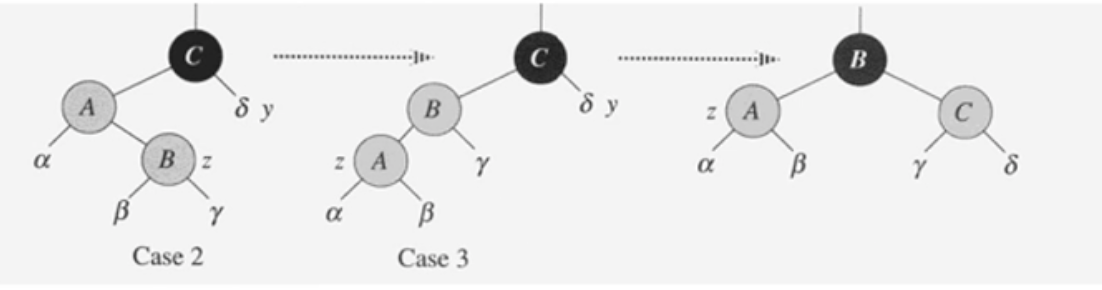 C C B
A δ y B δ y z A C
α B z z A γ α β γ δ
β γ α β
Case 2 Case 3